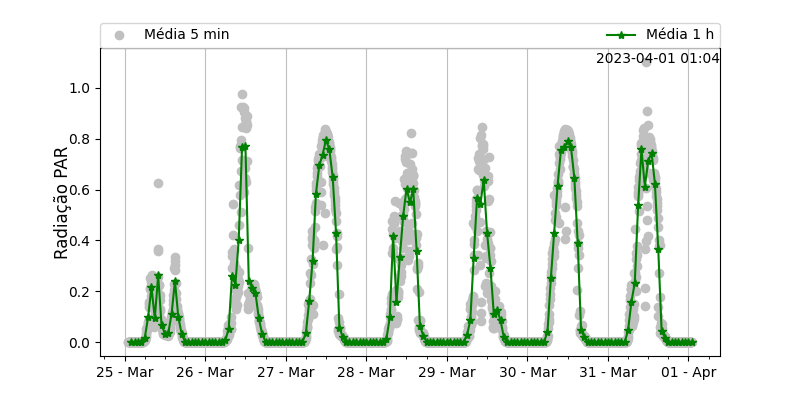 Média 5 min
Média 1 h
2023-04-01 01:04
Radiação PAR
1.0
0.8
0.6
0.4
0.2
0.0
25 - Mar
26 - Mar
27 - Mar
28 - Mar
29 - Mar
30 - Mar
31 - Mar
01 - Apr